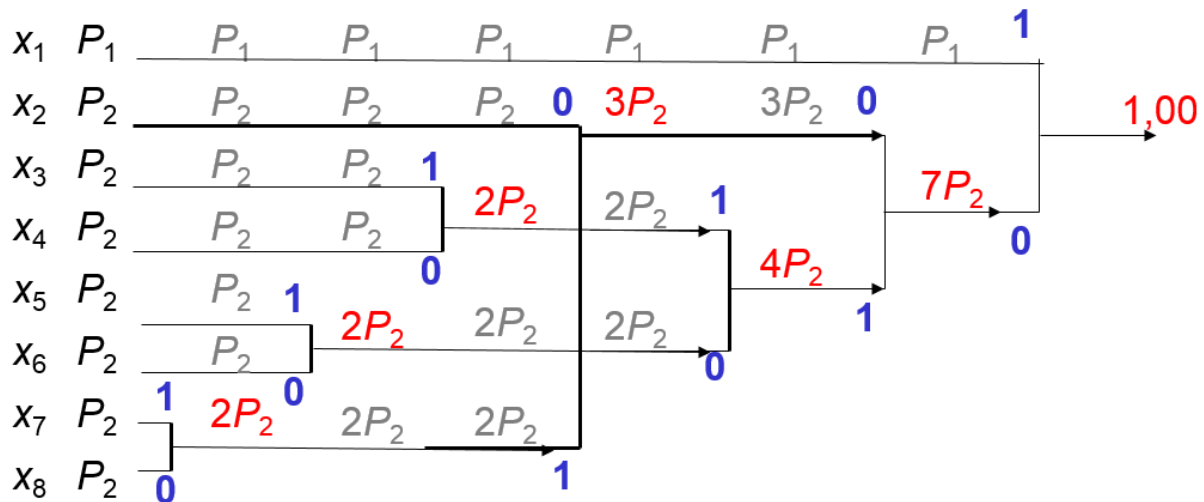 x₁ P₁ P₁ P₁ P₁ P₁ P₁ P₁ 1
x₂ P₂ P₂ P₂ P₂ 0 3P₂ 3P₂ 0 1,00
x₃ P₂ P₂ P₂ 1 2P₂ 2P₂ 1 7P₂
x₄ P₂ P₂ P₂ 0 4P₂ 0
x₅ P₂ P₂ 1 2P₂ 2P₂ 2P₂ 1
x₆ P₂ P₂ 0 0
x₇ P₂ 1 2P₂ 2P₂ 2P₂
x₈ P₂ 0 1